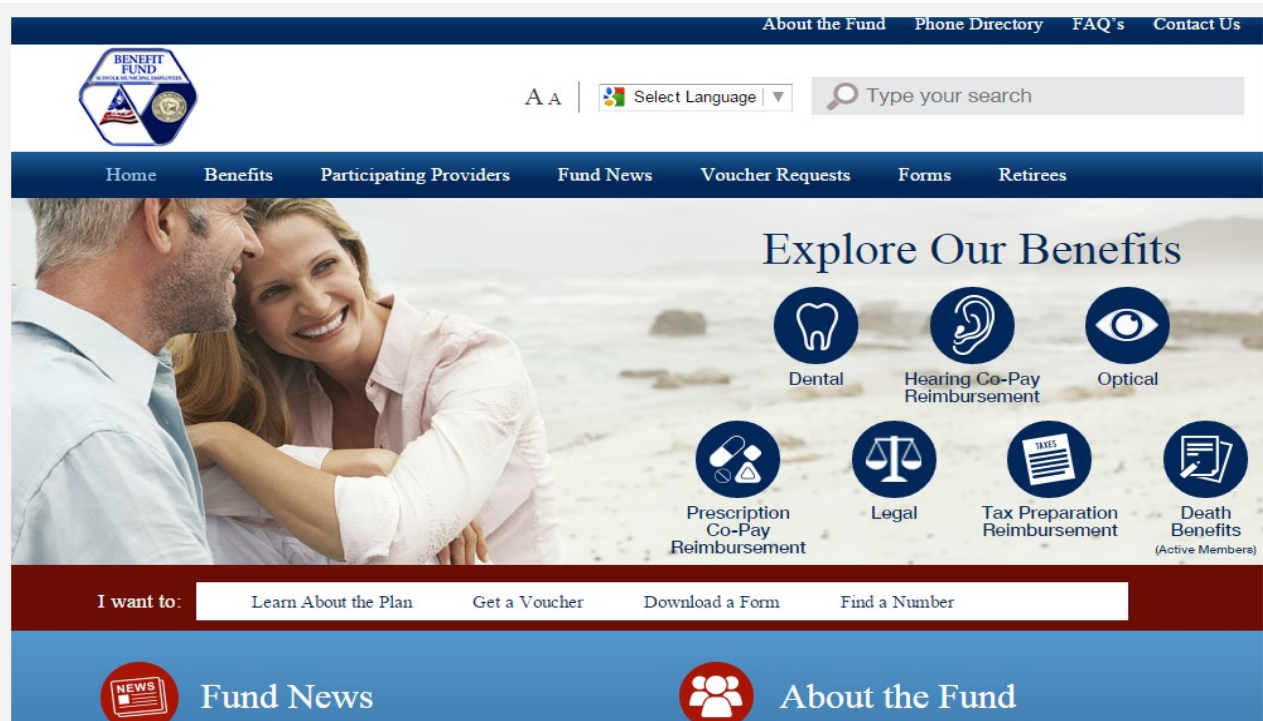 About the Fund Phone Directory FAQ's Contact Us
BENEFIT
FUND
SUFFOLK MUNICIPAL EMPLOYEES
A A Select Language ▼ Type your search
Home Benefits Participating Providers Fund News Voucher Requests Forms Retirees
Explore Our Benefits
Dental
Hearing Co-Pay
Reimbursement
Optical
Prescription
Co-Pay
Reimbursement
Legal
TAXES
Tax Preparation
Reimbursement
Death
Benefits
(Active Members)
I want to: Learn About the Plan Get a Voucher Download a Form Find a Number
NEWS
Fund News
About the Fund